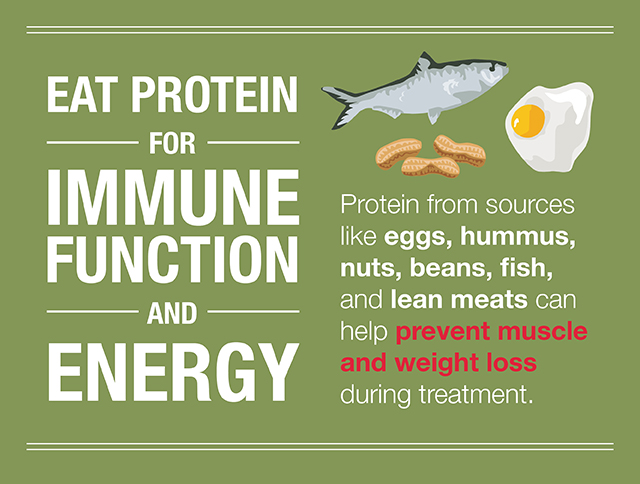 EAT PROTEIN
FOR
IMMUNE
FUNCTION
AND
ENERGY
Protein from sources
like eggs, hummus,
nuts, beans, fish,
and lean meats can
help prevent muscle
and weight loss
during treatment.